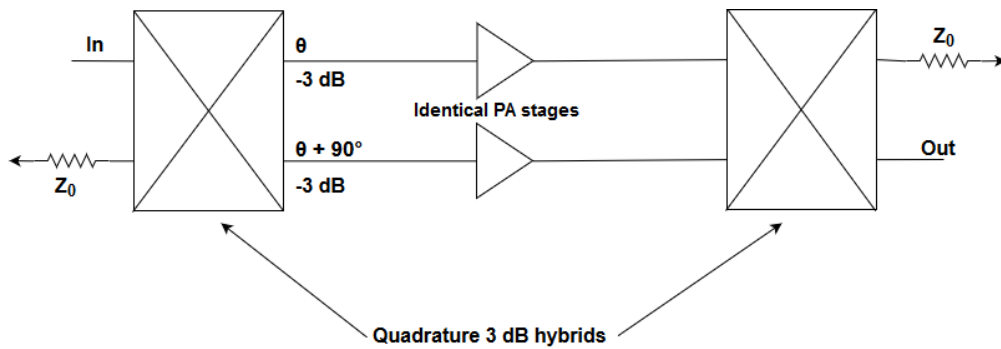 In
θ
-3 dB
Z₀
Identical PA stages
θ + 90°
-3 dB
Out
Z₀
Quadrature 3 dB hybrids